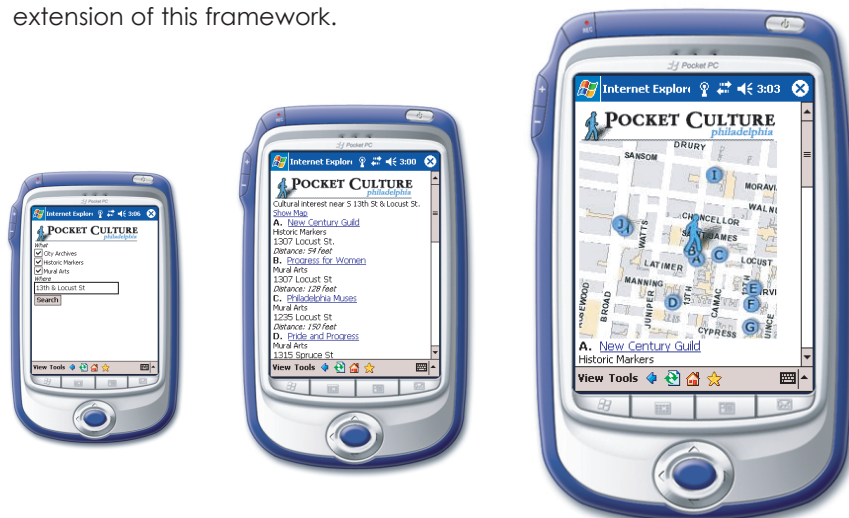 extension of this framework.
REC
Pocket PC
Internet Explor 3:06
POCKET CULTURE
philadelphia
What
City Archives
Historic Markers
Mural Arts
Where
13th & Locust St
Search
View Tools
Pocket PC
Internet Explor 3:00
POCKET CULTURE
philadelphia
Cultural interest near S 13th St & Locust St.
Show Map
A. New Century Guild
Historic Markers
1307 Locust St.
Distance: 54 feet
B. Progress for Women
Mural Arts
1307 Locust St
Distance: 128 feet
C. Philadelphia Muses
Mural Arts
1235 Locust St
Distance: 150 feet
D. Pride and Progress
Mural Arts
1315 Spruce St
View Tools
REC
Pocket PC
Internet Explor 3:03
POCKET CULTURE
philadelphia
DRURY
SANSOM
I
MORAVI
WALN
CHANCELLOR
J
WATTS
SAINT JAMES
B
A
C
LOCUST
LATIMER
MANNING
13TH
CAMAC
E
IRVI
D
F
BROAD
JUNIPER
G
UINCE
CYPRESS
A. New Century Guild
Historic Markers
View Tools